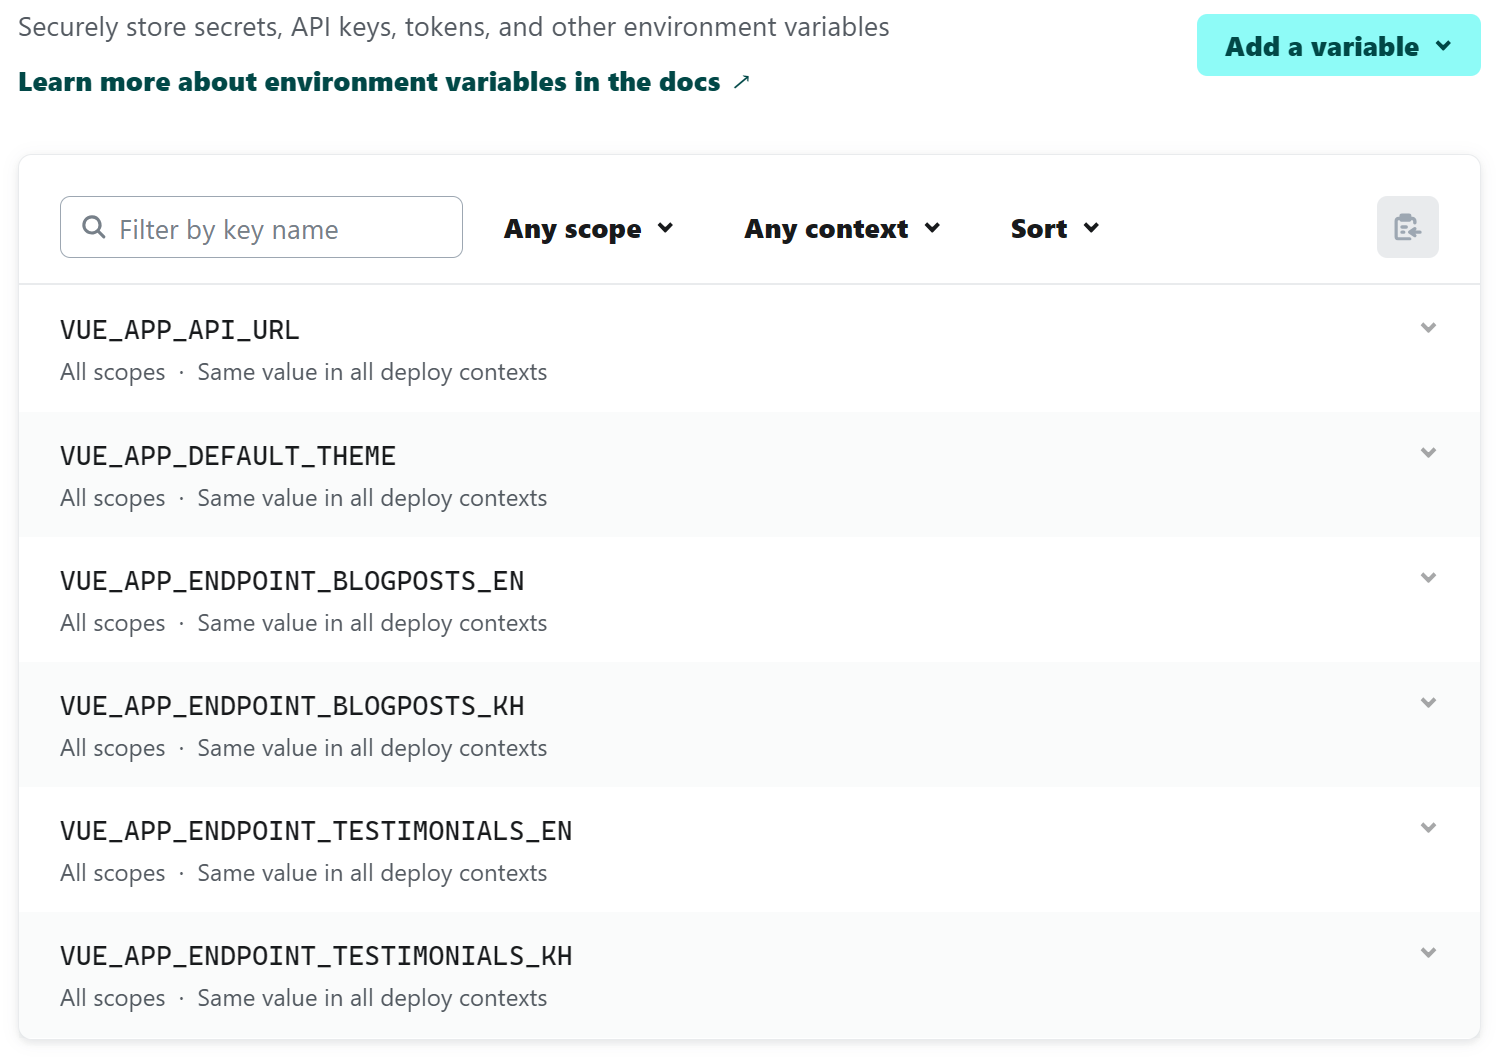 Securely store secrets, API keys, tokens, and other environment variables
Add a variable
Learn more about environment variables in the docs ↗
Filter by key name
Any scope
Any context
Sort
VUE_APP_API_URL
All scopes · Same value in all deploy contexts
VUE_APP_DEFAULT_THEME
All scopes · Same value in all deploy contexts
VUE_APP_ENDPOINT_BLOGPOSTS_EN
All scopes · Same value in all deploy contexts
VUE_APP_ENDPOINT_BLOGPOSTS_KH
All scopes · Same value in all deploy contexts
VUE_APP_ENDPOINT_TESTIMONIALS_EN
All scopes · Same value in all deploy contexts
VUE_APP_ENDPOINT_TESTIMONIALS_KH
All scopes · Same value in all deploy contexts